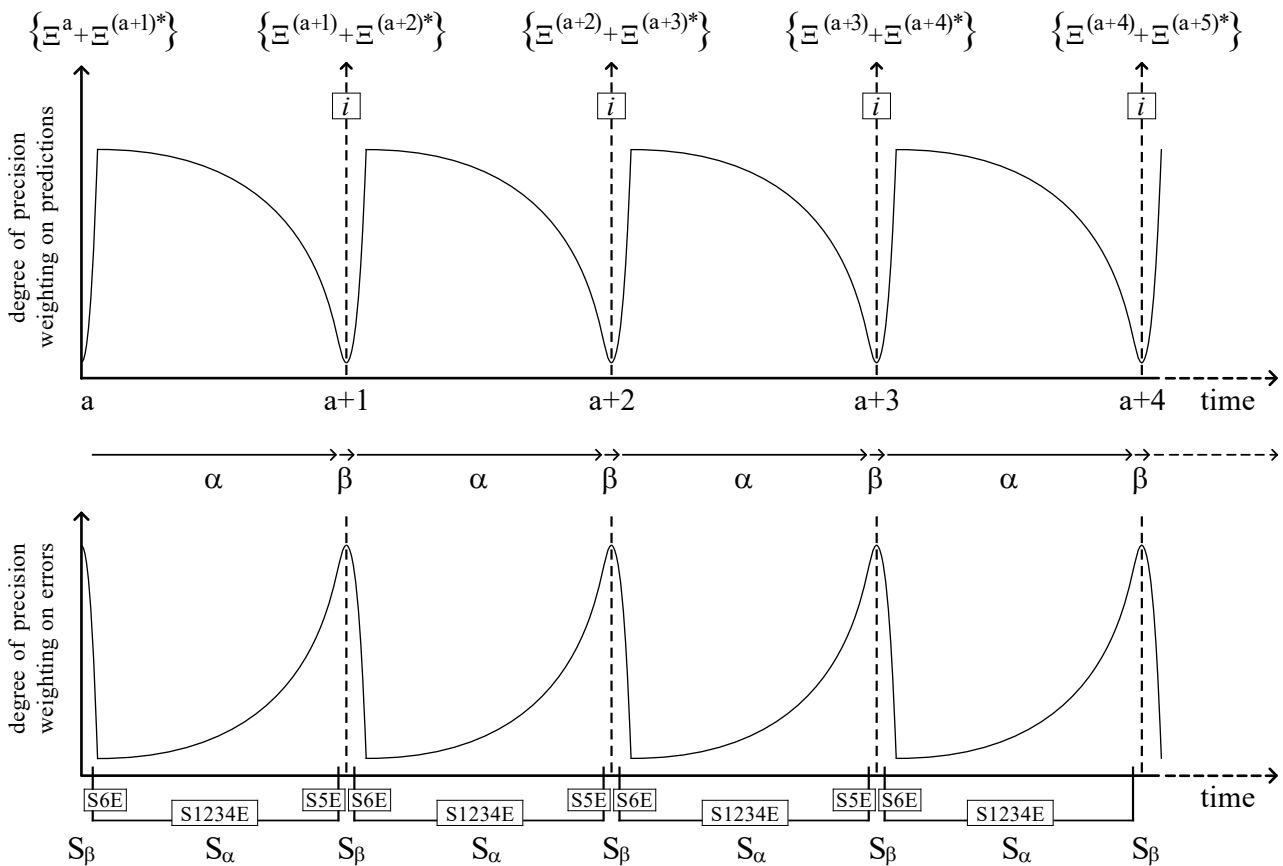 {Ξ^a + Ξ^(a+1)*} {Ξ^(a+1) + Ξ^(a+2)*} {Ξ^(a+2) + Ξ^(a+3)*} {Ξ^(a+3) + Ξ^(a+4)*} {Ξ^(a+4) + Ξ^(a+5)*}
i i i i
degree of precision
weighting on predictions
a a+1 a+2 a+3 a+4 time
α β α β α β α β
degree of precision
weighting on errors
time
S6E S5E S6E S5E S6E S5E S6E
S1234E S1234E S1234E S1234E
Sβ Sα Sβ Sα Sβ Sα Sβ Sα Sβ